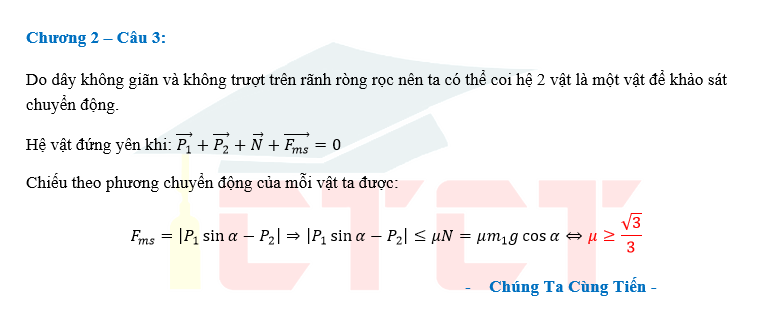 Chương 2 – Câu 3:
Do dây không giãn và không trượt trên rãnh ròng rọc nên ta có thể coi hệ 2 vật là một vật để khảo sát
chuyển động.
Hệ vật đứng yên khi: $\overrightarrow{P_1} + \overrightarrow{P_2} + \vec{N} + \overrightarrow{F_{ms}} = 0$
Chiếu theo phương chuyển động của mỗi vật ta được:
$F_{ms} = |P_1 \sin \alpha - P_2| \Rightarrow |P_1 \sin \alpha - P_2| \leq \mu N = \mu m_1 g \cos \alpha \Leftrightarrow \mu \geq \frac{\sqrt{3}}{3}$
- Chúng Ta Cùng Tiến -
CTCT